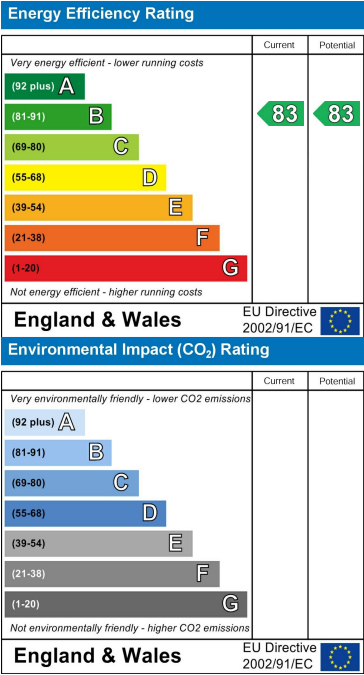 Energy Efficiency Rating
Current Potential
Very energy efficient - lower running costs
(92 plus) A
(81-91) B 83 83
(69-80) C
(55-68) D
(39-54) E
(21-38) F
(1-20) G
Not energy efficient - higher running costs
England & Wales
EU Directive
2002/91/EC
Environmental Impact (CO₂) Rating
Current Potential
Very environmentally friendly - lower CO2 emissions
(92 plus) A
(81-91) B
(69-80) C
(55-68) D
(39-54) E
(21-38) F
(1-20) G
Not environmentally friendly - higher CO2 emissions
England & Wales
EU Directive
2002/91/EC